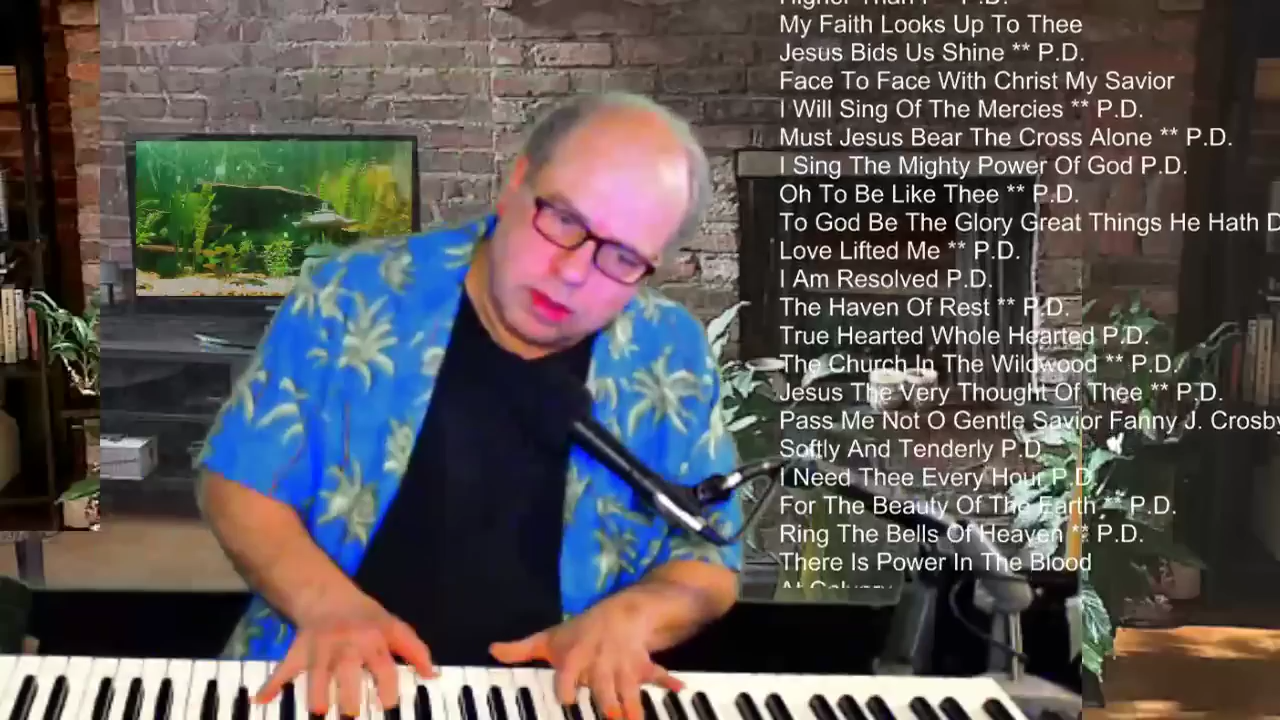 Higher Than I ** P.D.
My Faith Looks Up To Thee
Jesus Bids Us Shine ** P.D.
Face To Face With Christ My Savior
I Will Sing Of The Mercies ** P.D.
Must Jesus Bear The Cross Alone ** P.D.
I Sing The Mighty Power Of God P.D.
Oh To Be Like Thee ** P.D.
To God Be The Glory Great Things He Hath D
Love Lifted Me ** P.D.
I Am Resolved P.D.
The Haven Of Rest ** P.D.
True Hearted Whole Hearted P.D.
The Church In The Wildwood ** P.D.
Jesus The Very Thought Of Thee ** P.D.
Pass Me Not O Gentle Savior Fanny J. Crosby
Softly And Tenderly P.D
I Need Thee Every Hour P.D.
For The Beauty Of The Earth ** P.D.
Ring The Bells Of Heaven ** P.D.
There Is Power In The Blood
At Calvary